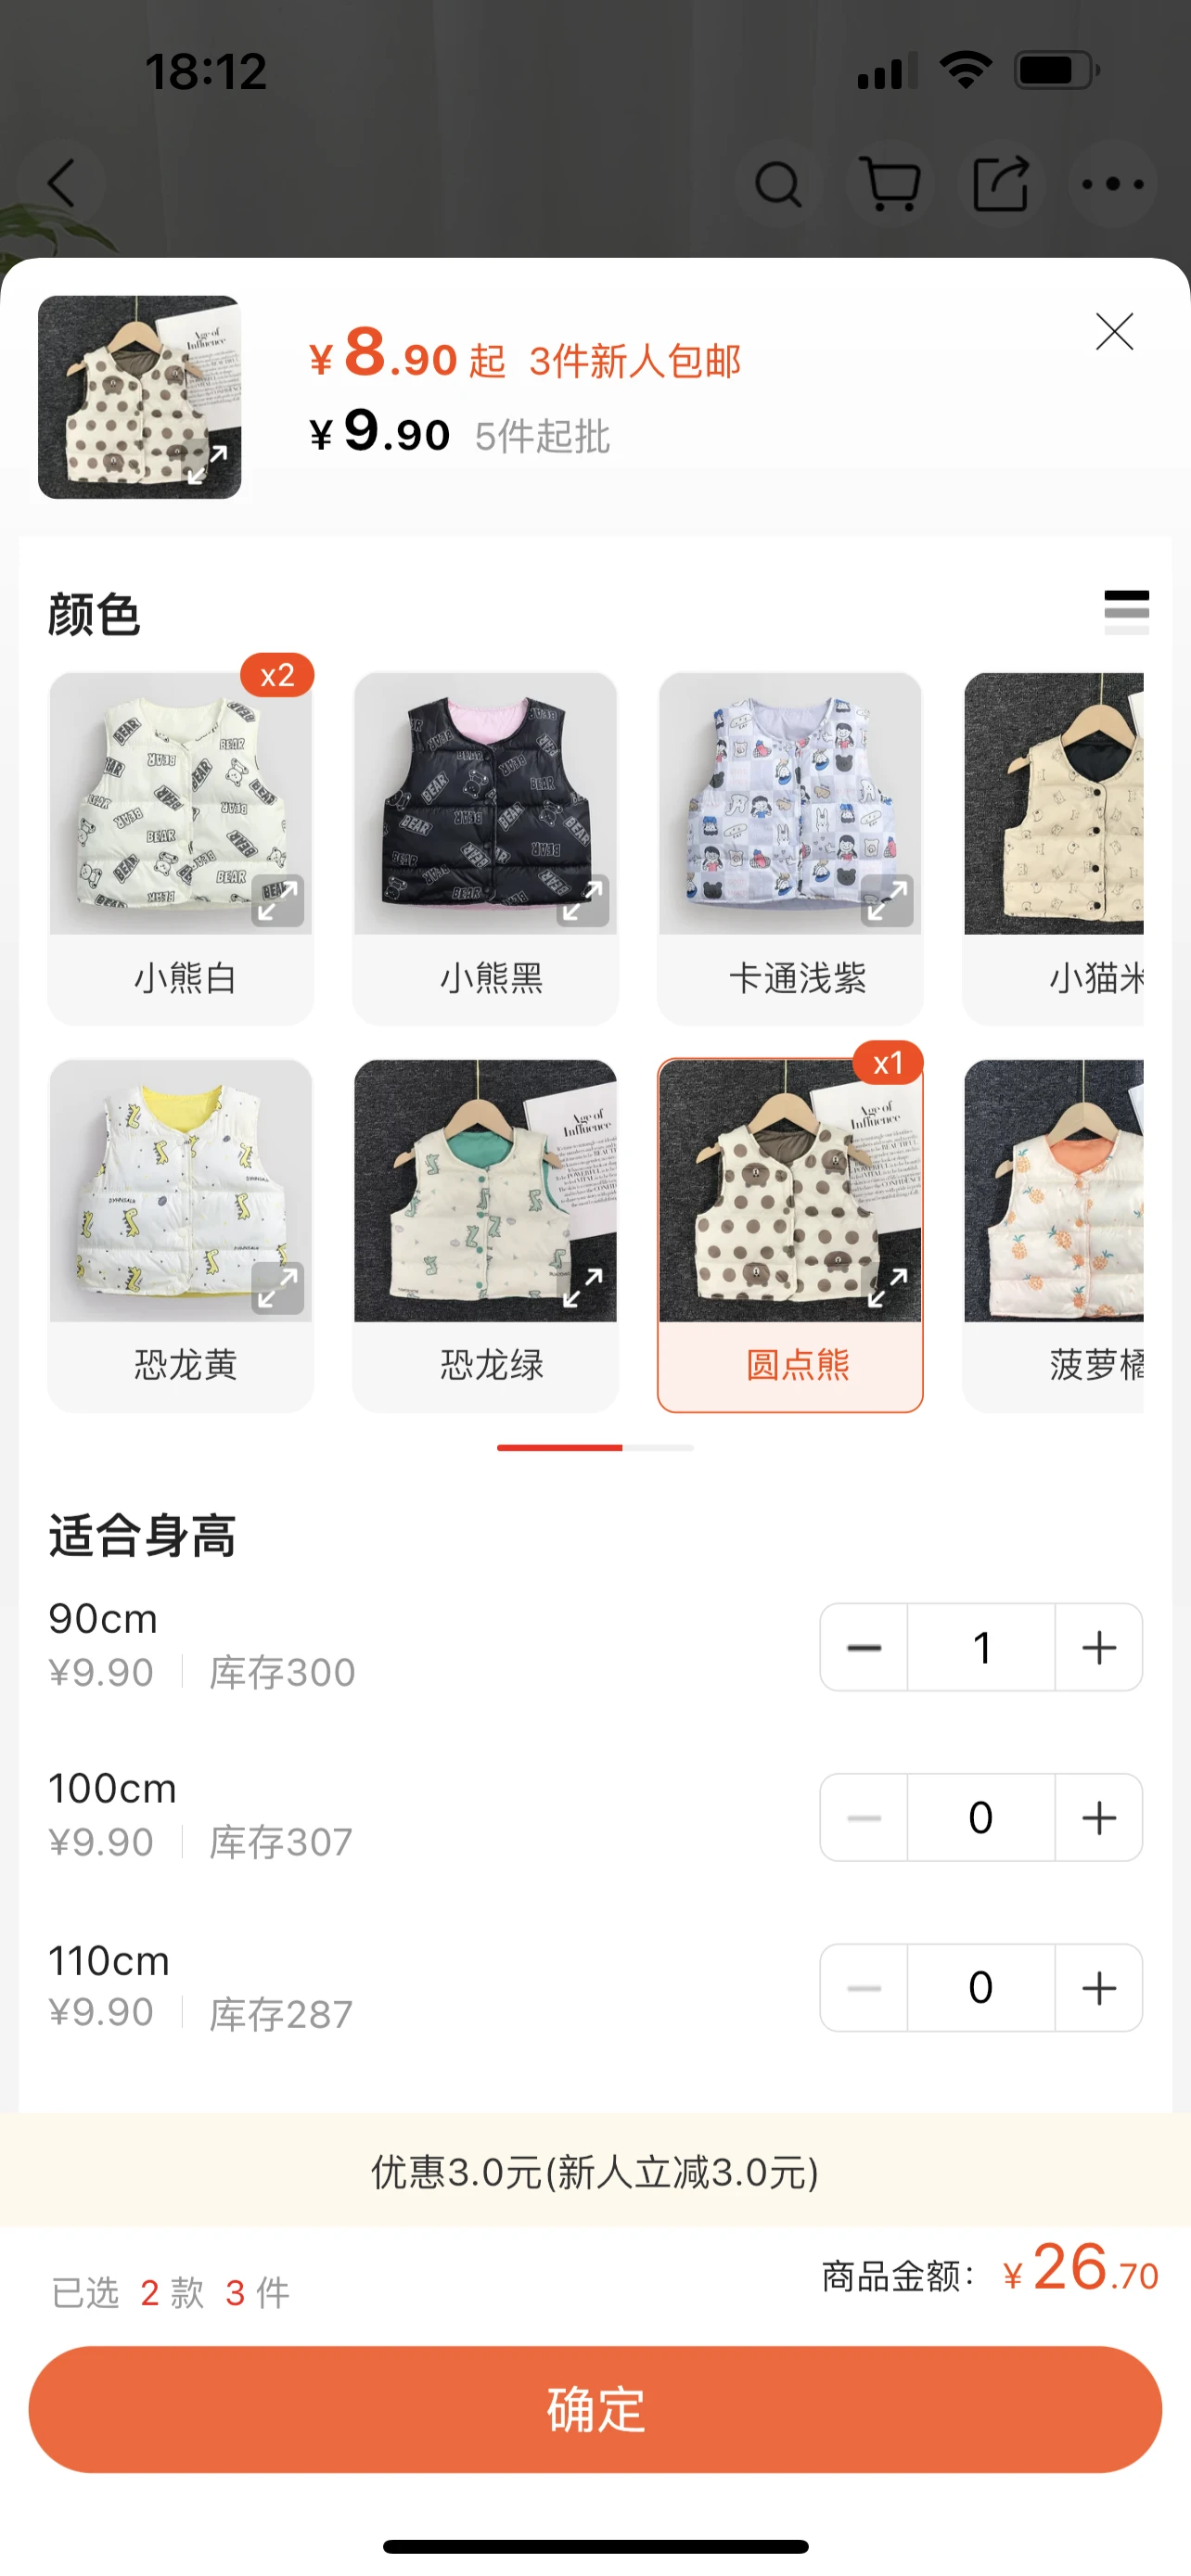 18:12
¥8.90起 3件新人包邮
¥9.90 5件起批
颜色
x2
小熊白
小熊黑
卡通浅紫
小猫米
x1
恐龙黄
恐龙绿
圆点熊
菠萝橘
适合身高
90cm
¥9.90 库存300
1
100cm
¥9.90 库存307
0
110cm
¥9.90 库存287
0
优惠3.0元(新人立减3.0元)
已选 2 款 3 件
商品金额: ¥26.70
确定
Age of
Influence
BEAR